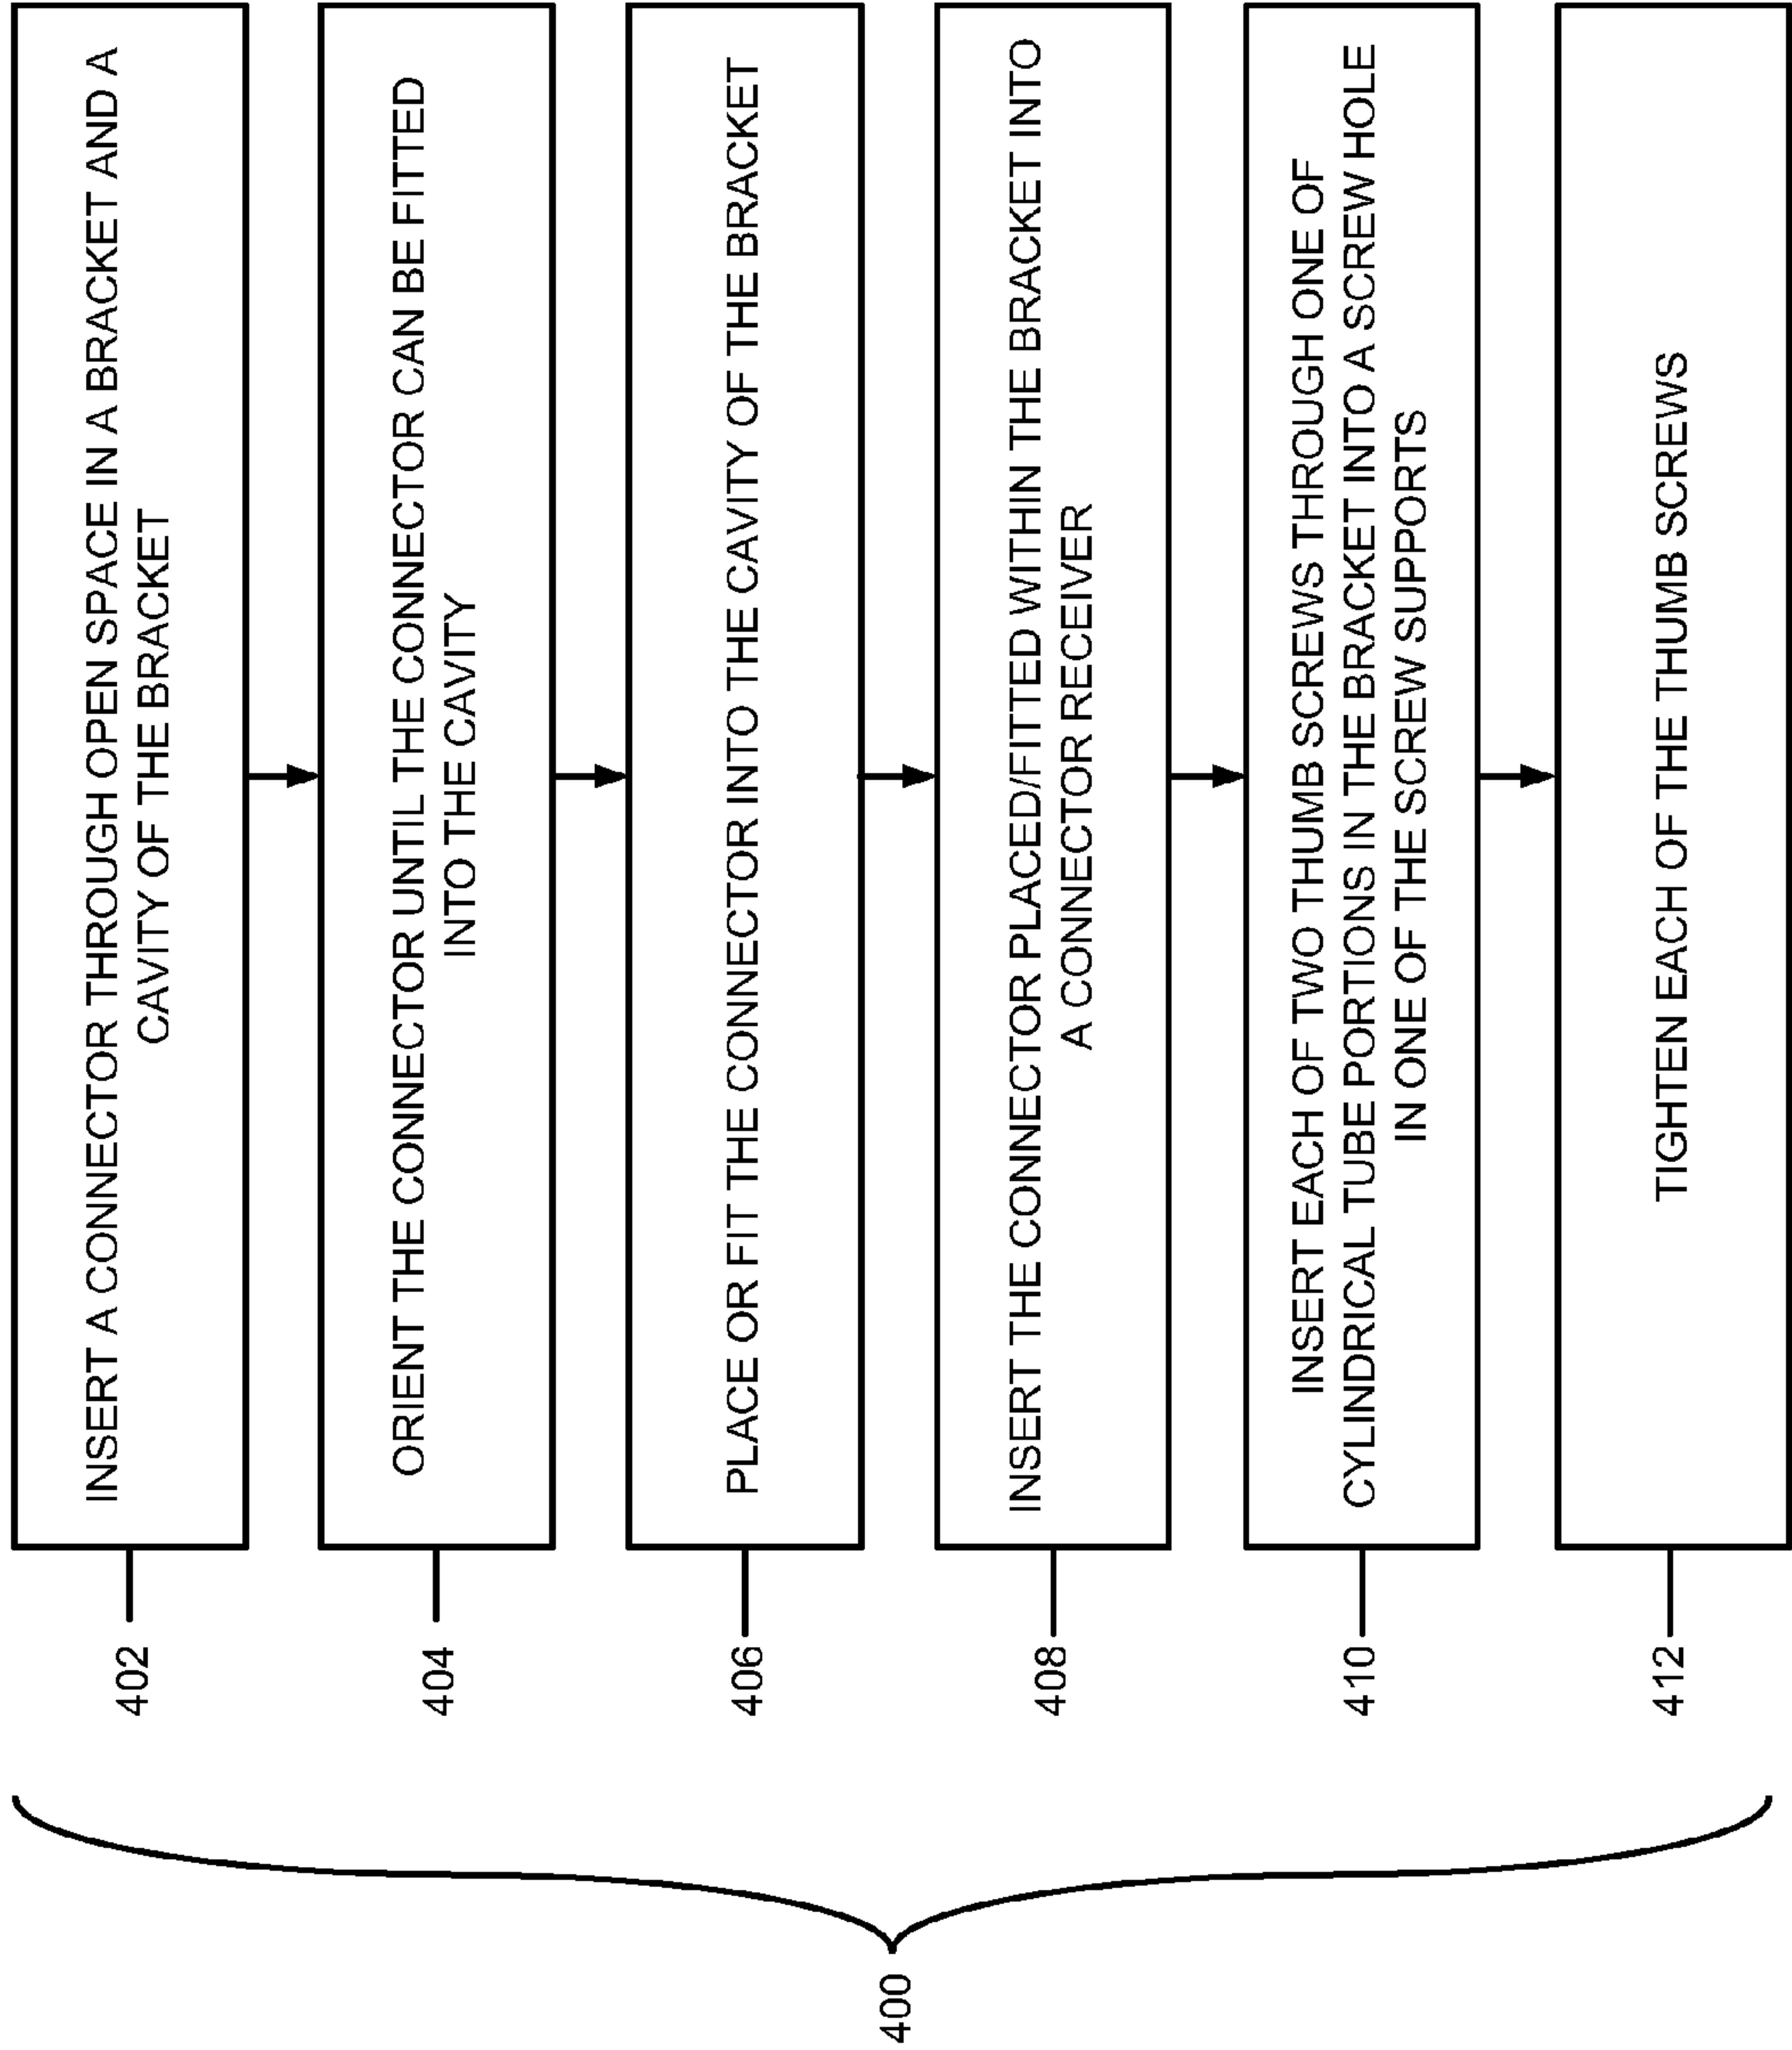 400
402
INSERT A CONNECTOR THROUGH OPEN SPACE IN A BRACKET AND A
CAVITY OF THE BRACKET
404
ORIENT THE CONNECTOR UNTIL THE CONNECTOR CAN BE FITTED
INTO THE CAVITY
406
PLACE OR FIT THE CONNECTOR INTO THE CAVITY OF THE BRACKET
408
INSERT THE CONNECTOR PLACED/FITTED WITHIN THE BRACKET INTO
A CONNECTOR RECEIVER
410
INSERT EACH OF TWO THUMB SCREWS THROUGH ONE OF
CYLINDRICAL TUBE PORTIONS IN THE BRACKET INTO A SCREW HOLE
IN ONE OF THE SCREW SUPPORTS
412
TIGHTEN EACH OF THE THUMB SCREWS